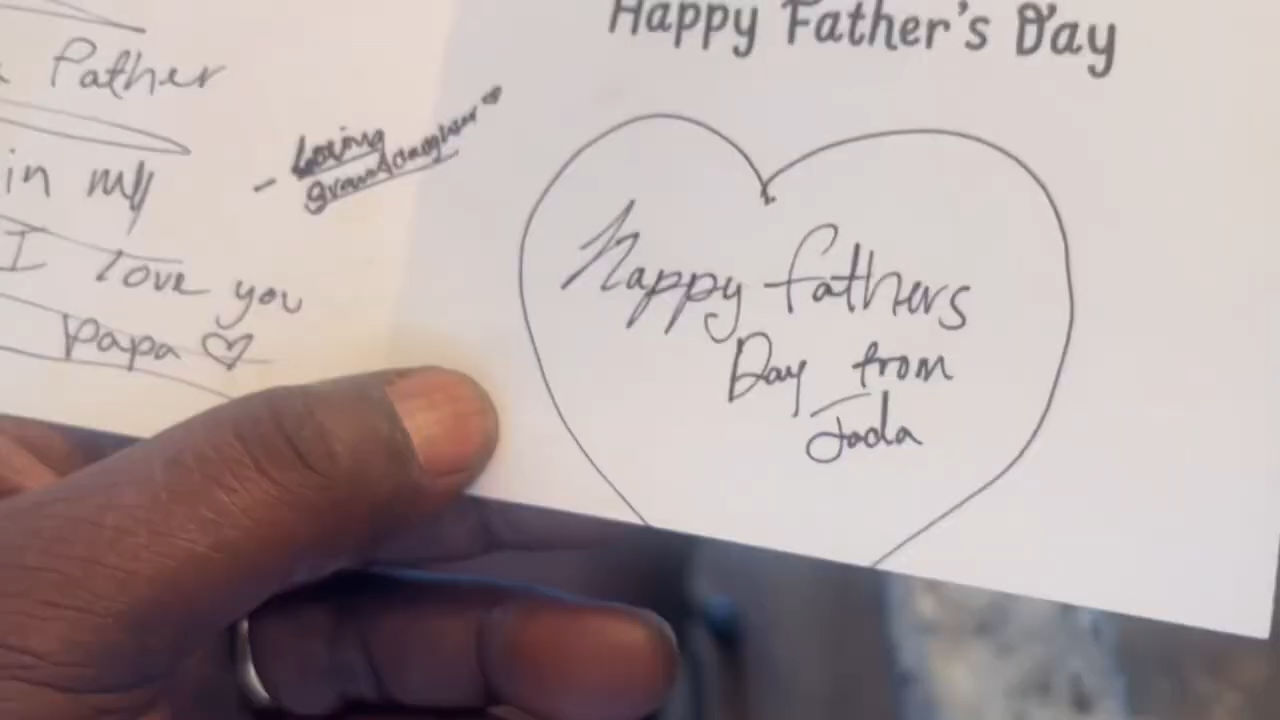 Father
in my
I love you
Papa
- Loving
granddaughter
Happy Father's Day
Happy fathers
Day from
Jada